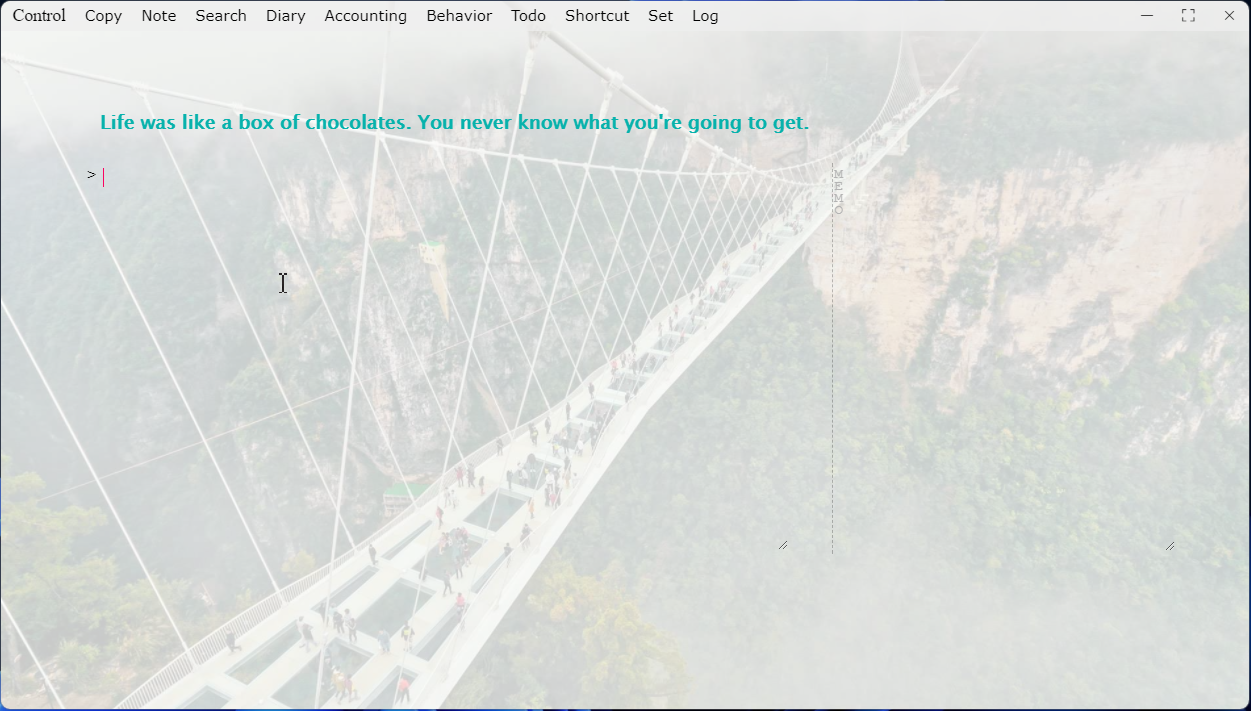 Control Copy Note Search Diary Accounting Behavior Todo Shortcut Set Log
Life was like a box of chocolates. You never know what you're going to get.
>
M
E
M
O